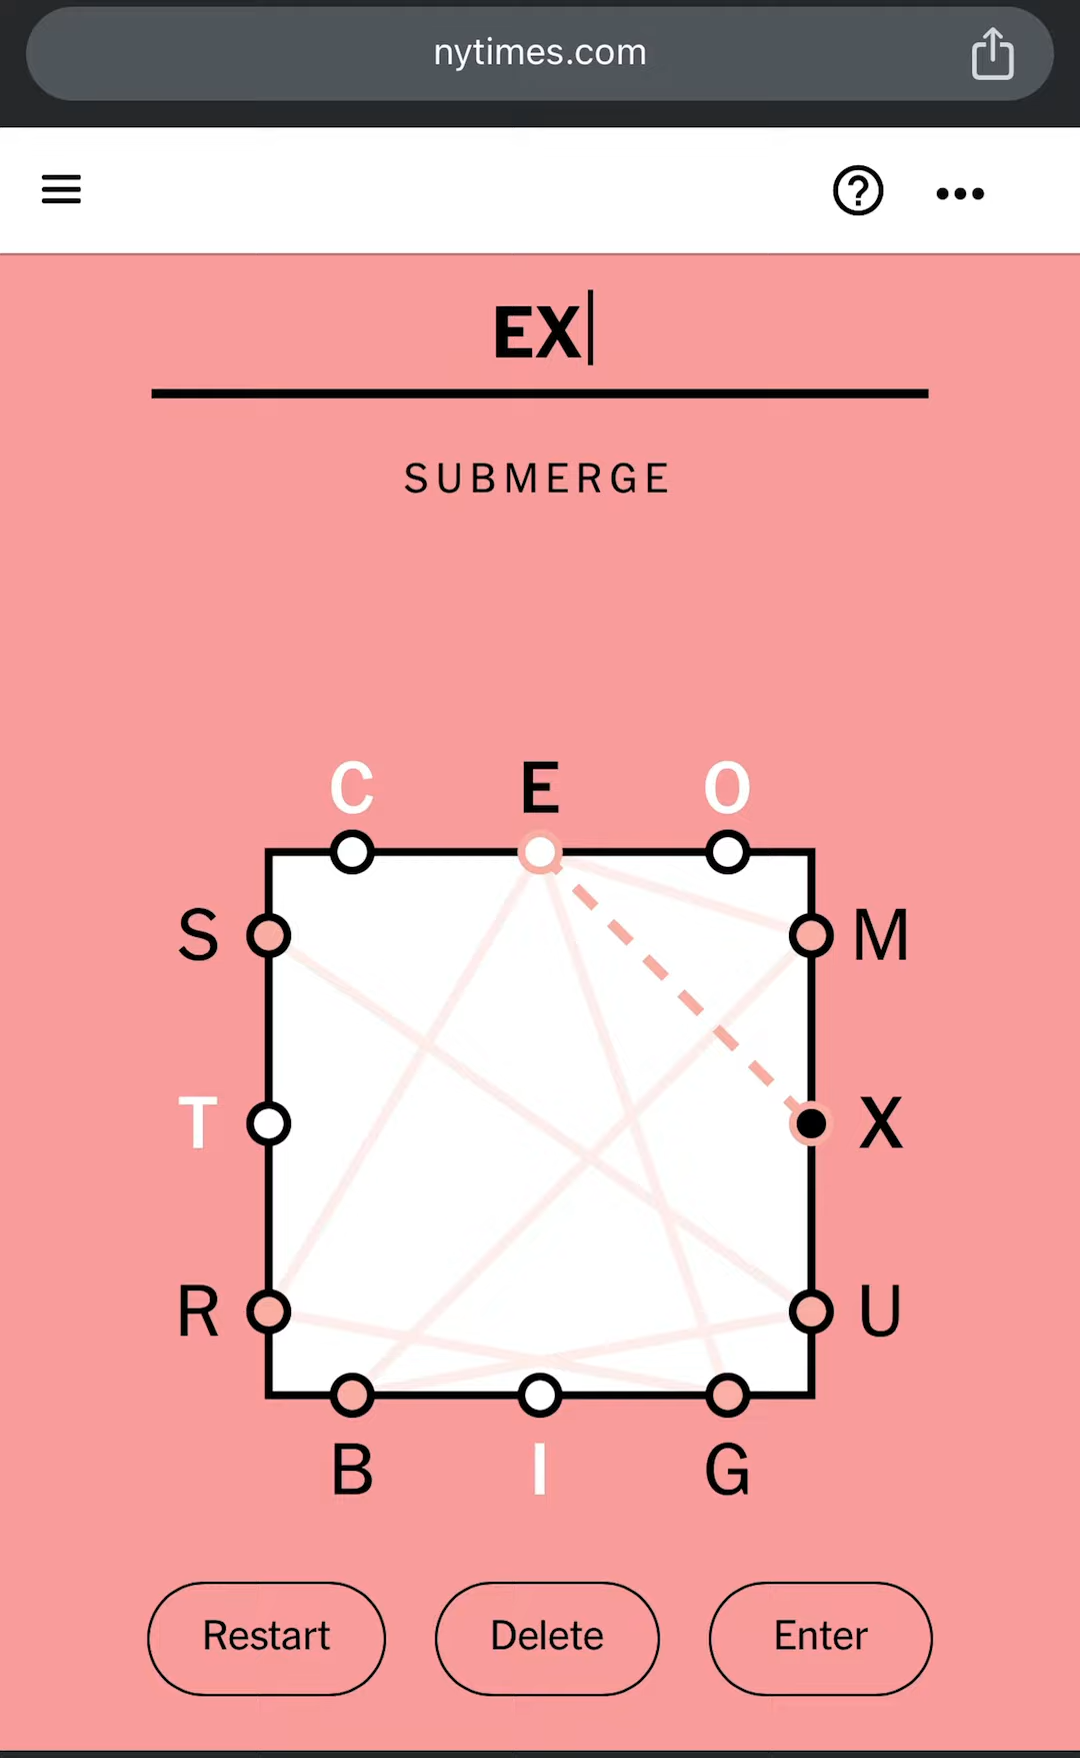 nytimes.com
EX
SUBMERGE
C E O
S M
T X
R U
B I G
Restart Delete Enter